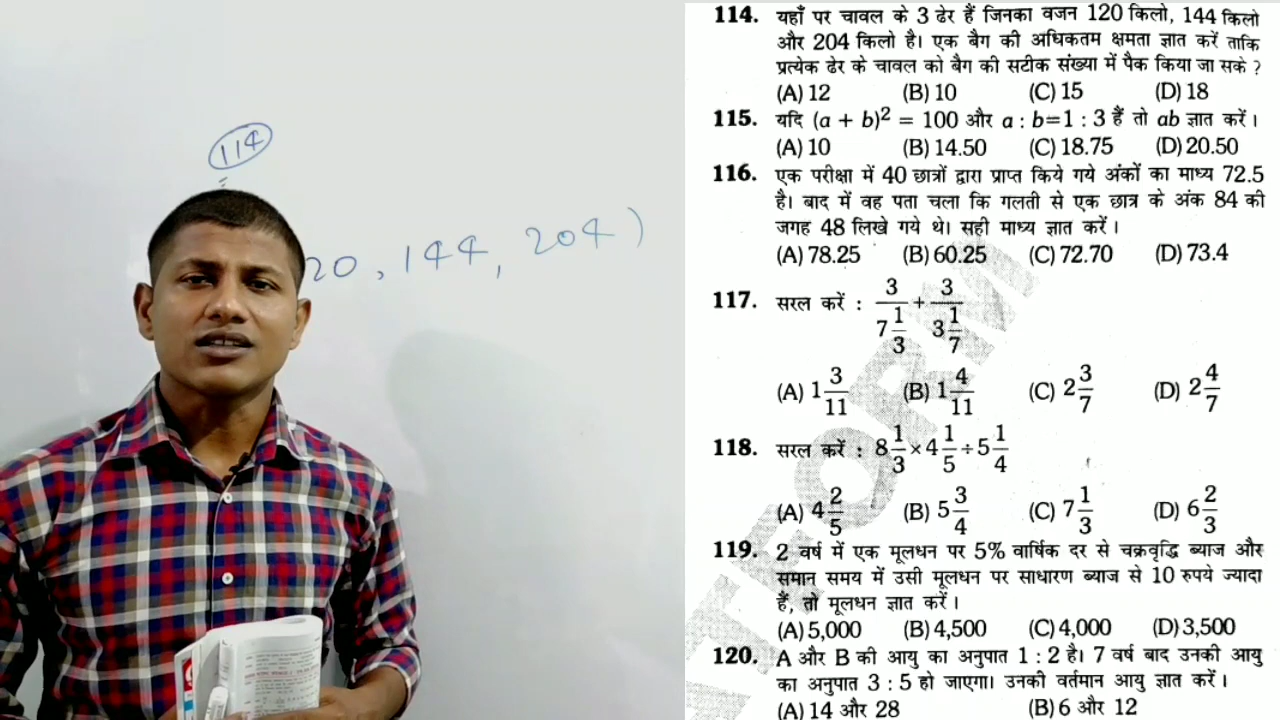 114
20, 144, 204)
114. यहाँ पर चावल के 3 ढेर हैं जिनका वजन 120 किलो, 144 किलो
और 204 किलो है। एक बैग की अधिकतम क्षमता ज्ञात करें ताकि
प्रत्येक ढेर के चावल को बैग की सटीक संख्या में पैक किया जा सके ?
(A) 12 (B) 10 (C) 15 (D) 18
115. यदि (a + b)² = 100 और a : b=1 : 3 हैं तो ab ज्ञात करें।
(A) 10 (B) 14.50 (C) 18.75 (D) 20.50
116. एक परीक्षा में 40 छात्रों द्वारा प्राप्त किये गये अंकों का माध्य 72.5
है। बाद में वह पता चला कि गलती से एक छात्र के अंक 84 की
जगह 48 लिखे गये थे। सही माध्य ज्ञात करें।
(A) 78.25 (B) 60.25 (C) 72.70 (D) 73.4
117. सरल करें : 3/(7 1/3) + 3/(3 1/7)
(A) 1 3/11 (B) 1 4/11 (C) 2 3/7 (D) 2 4/7
118. सरल करें : 8 1/3 × 4 1/5 ÷ 5 1/4
(A) 4 2/5 (B) 5 3/4 (C) 7 1/3 (D) 6 2/3
119. 2 वर्ष में एक मूलधन पर 5% वार्षिक दर से चक्रवृद्धि ब्याज और
समान समय में उसी मूलधन पर साधारण ब्याज से 10 रुपये ज्यादा
हैं, तो मूलधन ज्ञात करें।
(A) 5,000 (B) 4,500 (C) 4,000 (D) 3,500
120. A और B की आयु का अनुपात 1 : 2 है। 7 वर्ष बाद उनकी आयु
का अनुपात 3 : 5 हो जाएगा। उनकी वर्तमान आयु ज्ञात करें।
(A) 14 और 28 (B) 6 और 12